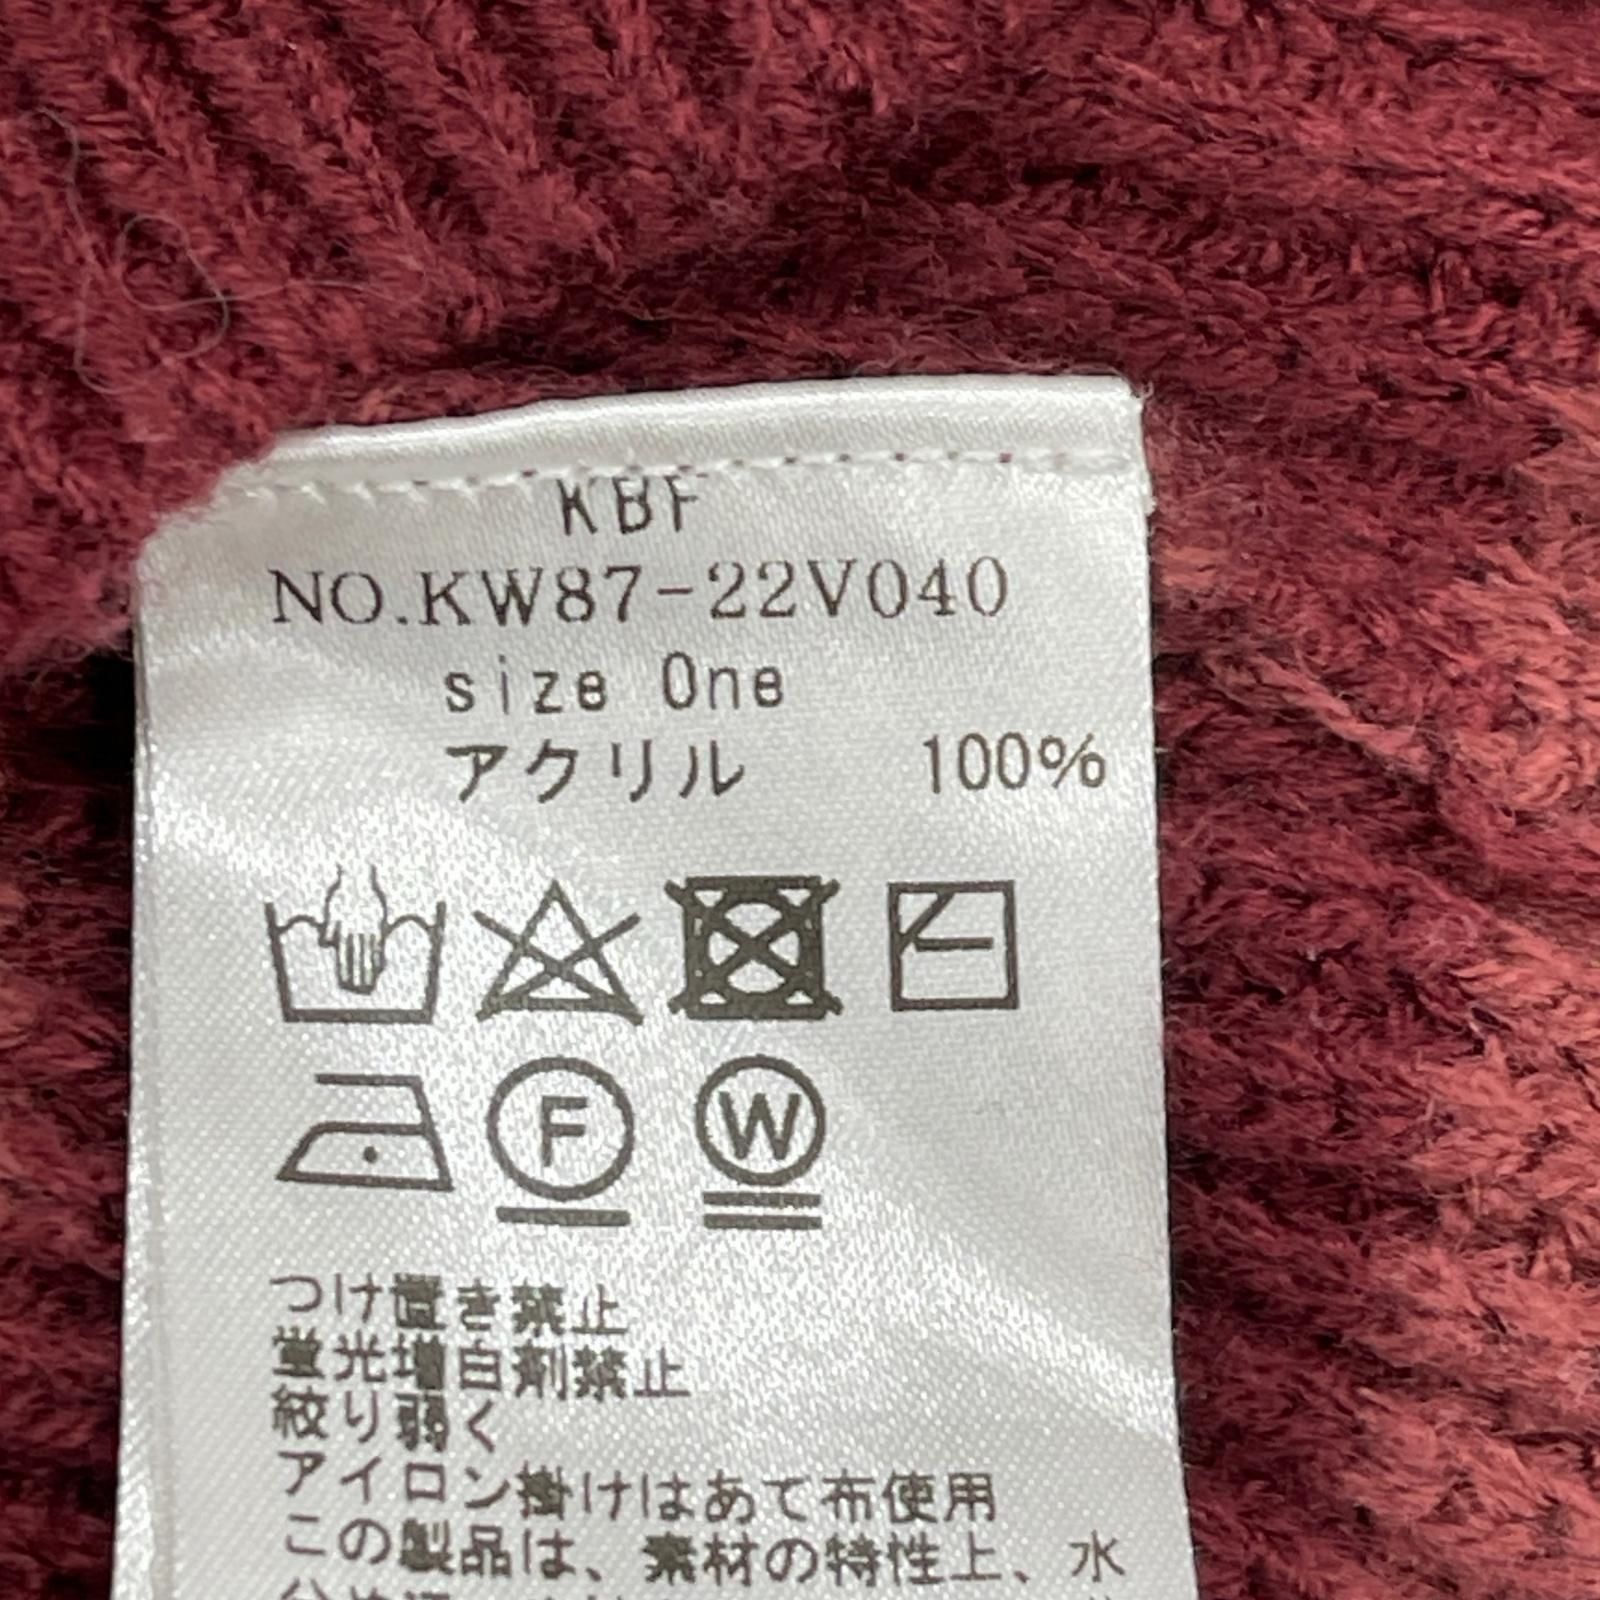 KBF
NO.KW87-22V040
size One
アクリル 100%
F W
つけ置き禁止
蛍光増白剤禁止
絞り弱く
アイロン掛けはあて布使用
この製品は、素材の特性上、水